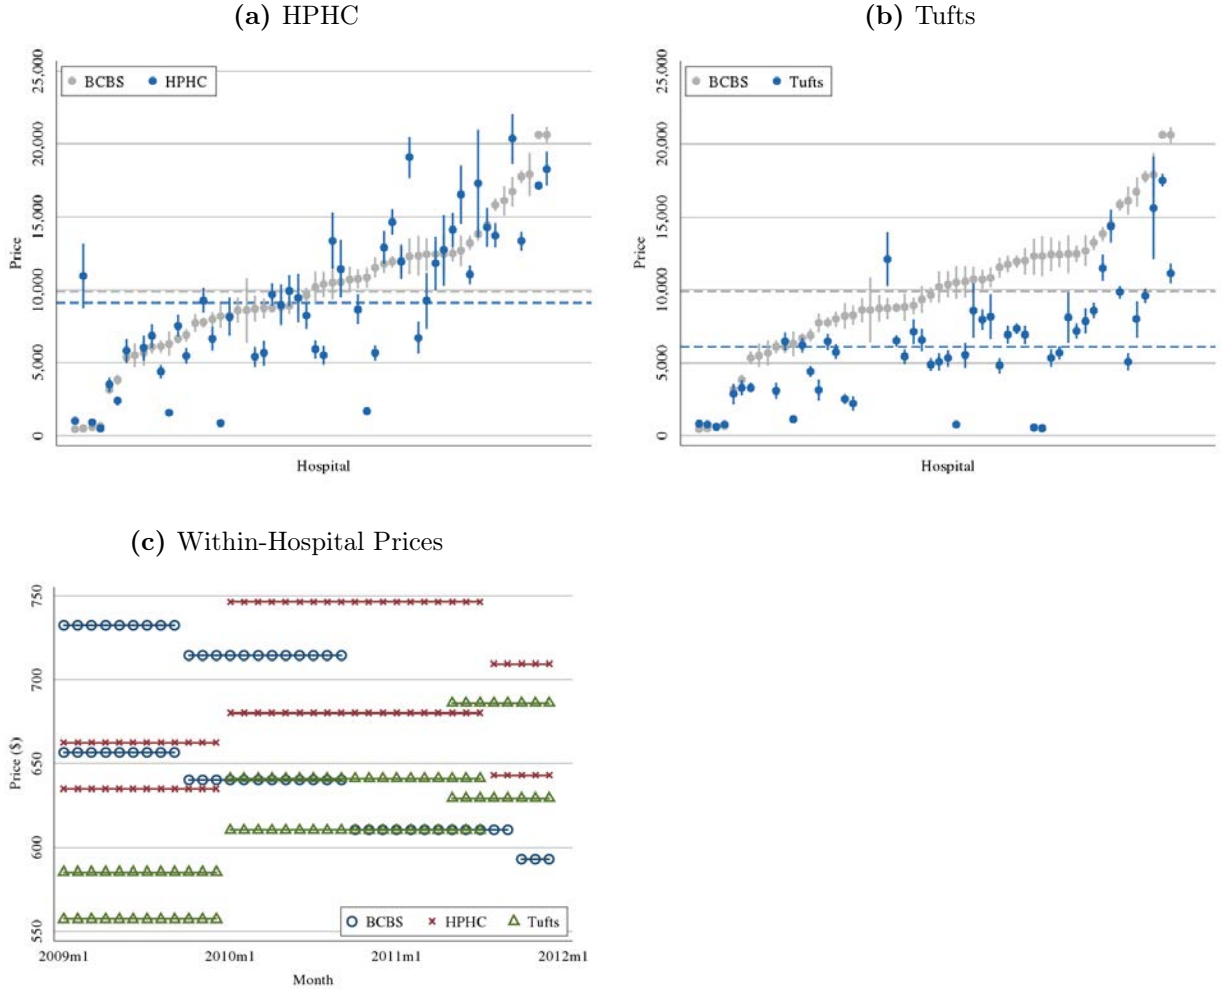 (a) HPHC
25,000
20,000
15,000
10,000
5,000
0
Price
BCBS HPHC
Hospital
(b) Tufts
25,000
20,000
15,000
10,000
5,000
0
Price
BCBS Tufts
Hospital
(c) Within-Hospital Prices
750
700
650
600
550
Price ($)
BCBS HPHC Tufts
2009m1 2010m1 2011m1 2012m1
Month